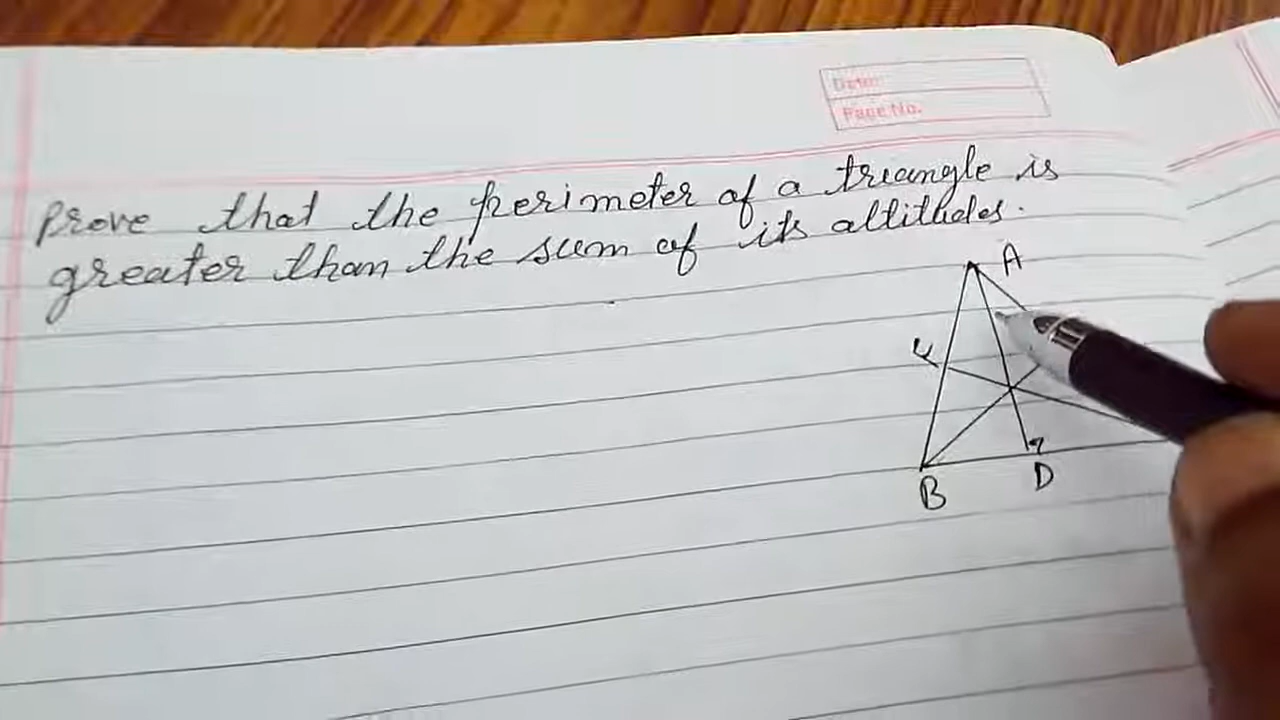 Date:
Page No.
Prove that the perimeter of a triangle is
greater than the sum of its altitudes.
A
B
D